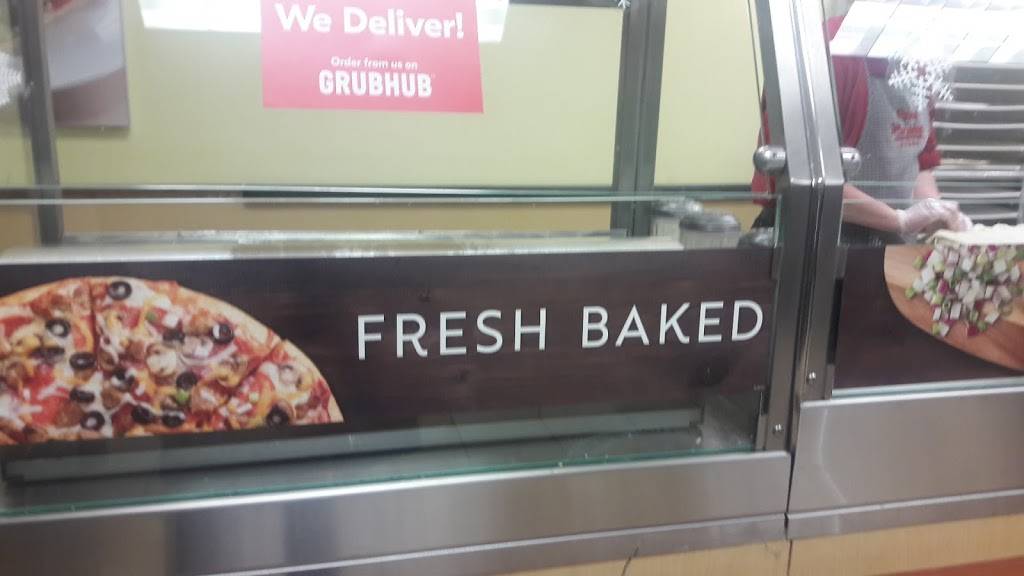 We Deliver!
Order from us on
GRUBHUB
FRESH BAKED